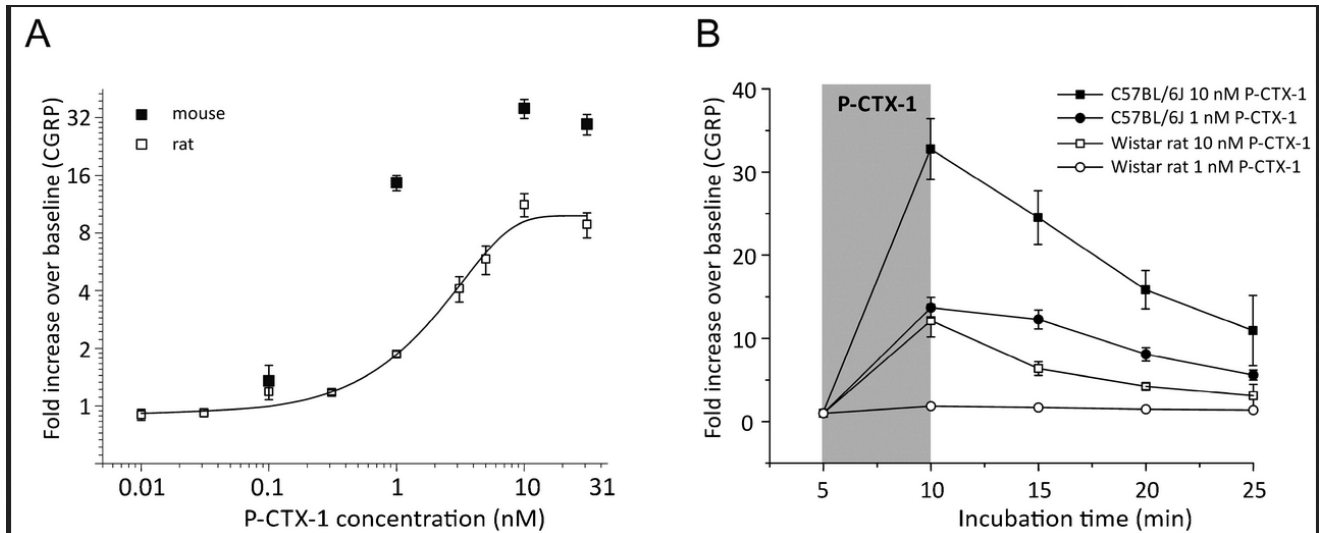 A
Fold increase over baseline (CGRP)
32
16
8
4
2
1
mouse
rat
0.01
0.1
1
10
31
P-CTX-1 concentration (nM)
B
Fold increase over baseline (CGRP)
40
30
20
10
0
P-CTX-1
C57BL/6J 10 nM P-CTX-1
C57BL/6J 1 nM P-CTX-1
Wistar rat 10 nM P-CTX-1
Wistar rat 1 nM P-CTX-1
5
10
15
20
25
Incubation time (min)